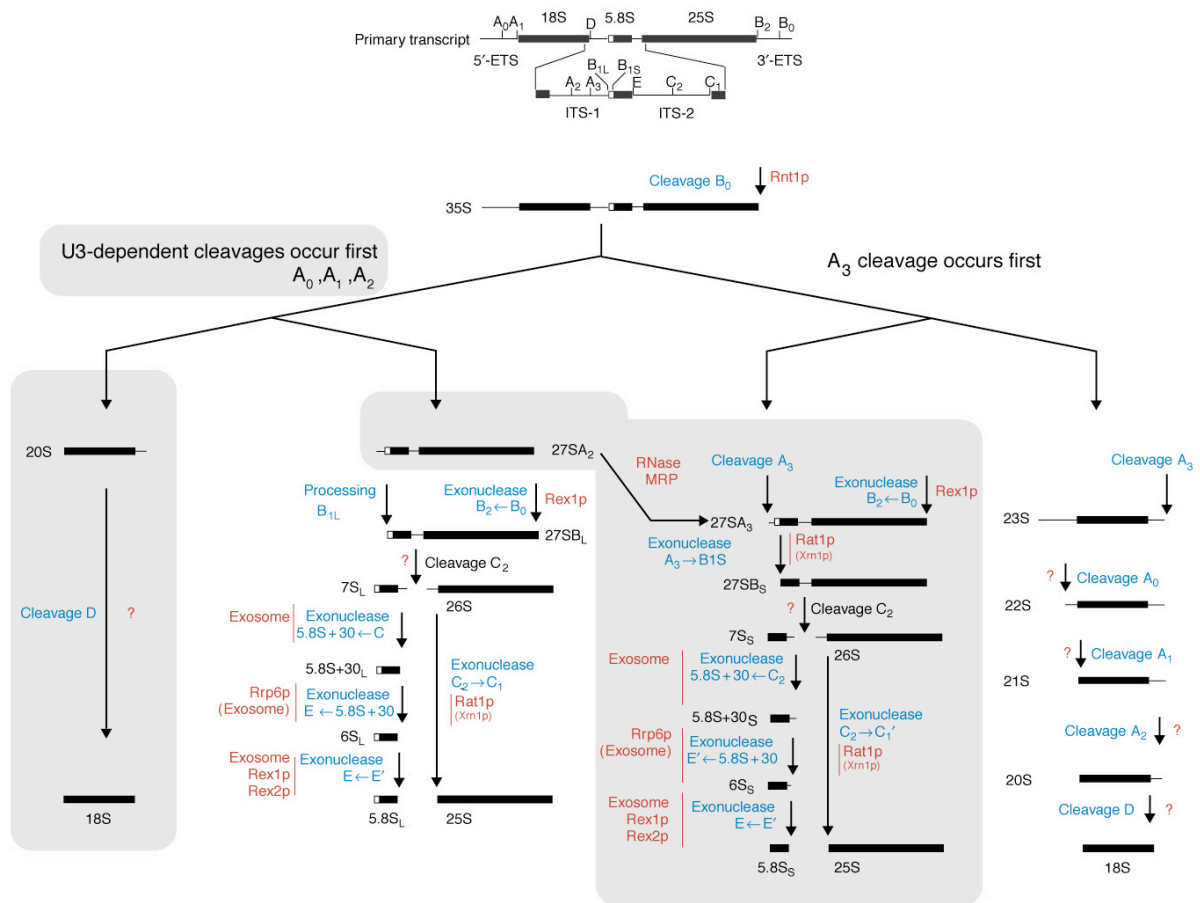 A0 A1 18S D 5.8S 25S B2 B0
Primary transcript
5′-ETS 3′-ETS
B1L B1S
A2 A3 E C2 C1
ITS-1 ITS-2
Cleavage B0 Rnt1p
35S
U3-dependent cleavages occur first
A0 ,A1 ,A2
A3 cleavage occurs first
20S
Cleavage D ?
18S
27SA2
Processing
B1L
Exonuclease
B2←B0
Rex1p
27SBL
? Cleavage C2
7SL
26S
Exosome
Exonuclease
5.8S+30←C
5.8S+30L
Exonuclease
C2→C1
Rat1p
(Xrn1p)
Rrp6p
(Exosome)
Exonuclease
E←5.8S+30
6SL
Exosome
Rex1p
Rex2p
Exonuclease
E←E′
5.8SL
25S
RNase
MRP
Cleavage A3
Exonuclease
B2←B0
Rex1p
27SA3
Exonuclease
A3→B1S
Rat1p
(Xrn1p)
27SBS
? Cleavage C2
7SS
26S
Exosome
Exonuclease
5.8S+30←C2
5.8S+30S
Exonuclease
C2→C1′
Rat1p
(Xrn1p)
Rrp6p
(Exosome)
Exonuclease
E′←5.8S+30
6SS
Exosome
Rex1p
Rex2p
Exonuclease
E←E′
5.8SS
25S
Cleavage A3
23S
? Cleavage A0
22S
? Cleavage A1
21S
Cleavage A2 ?
20S
Cleavage D ?
18S